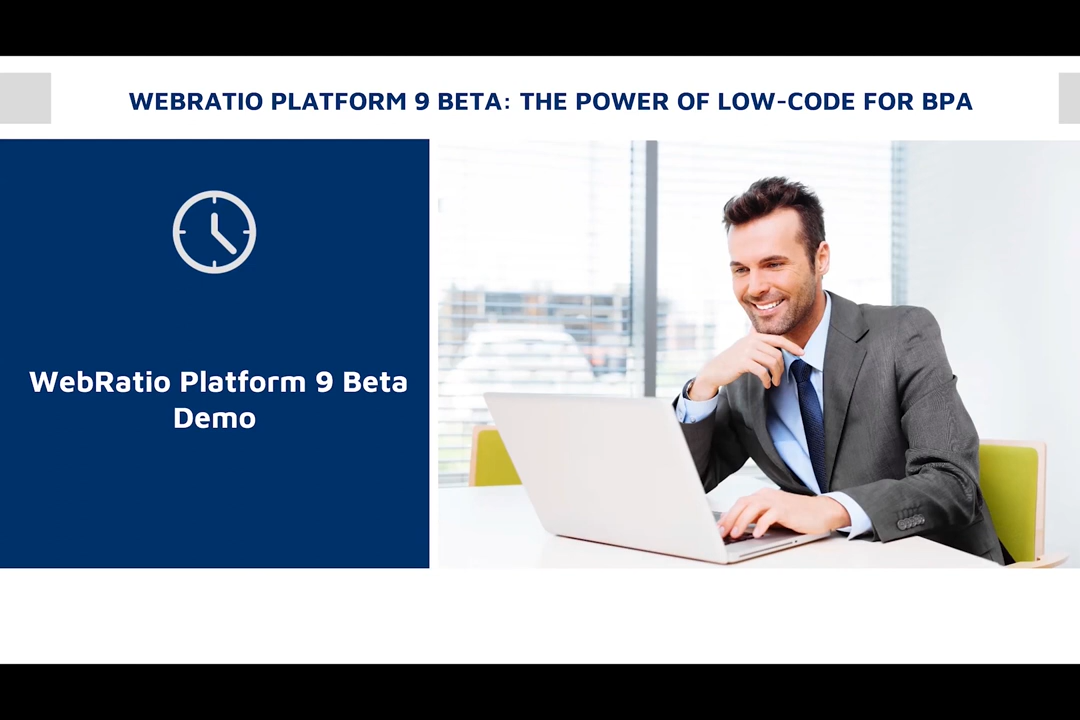 WEBRATIO PLATFORM 9 BETA: THE POWER OF LOW-CODE FOR BPA
WebRatio Platform 9 Beta
Demo